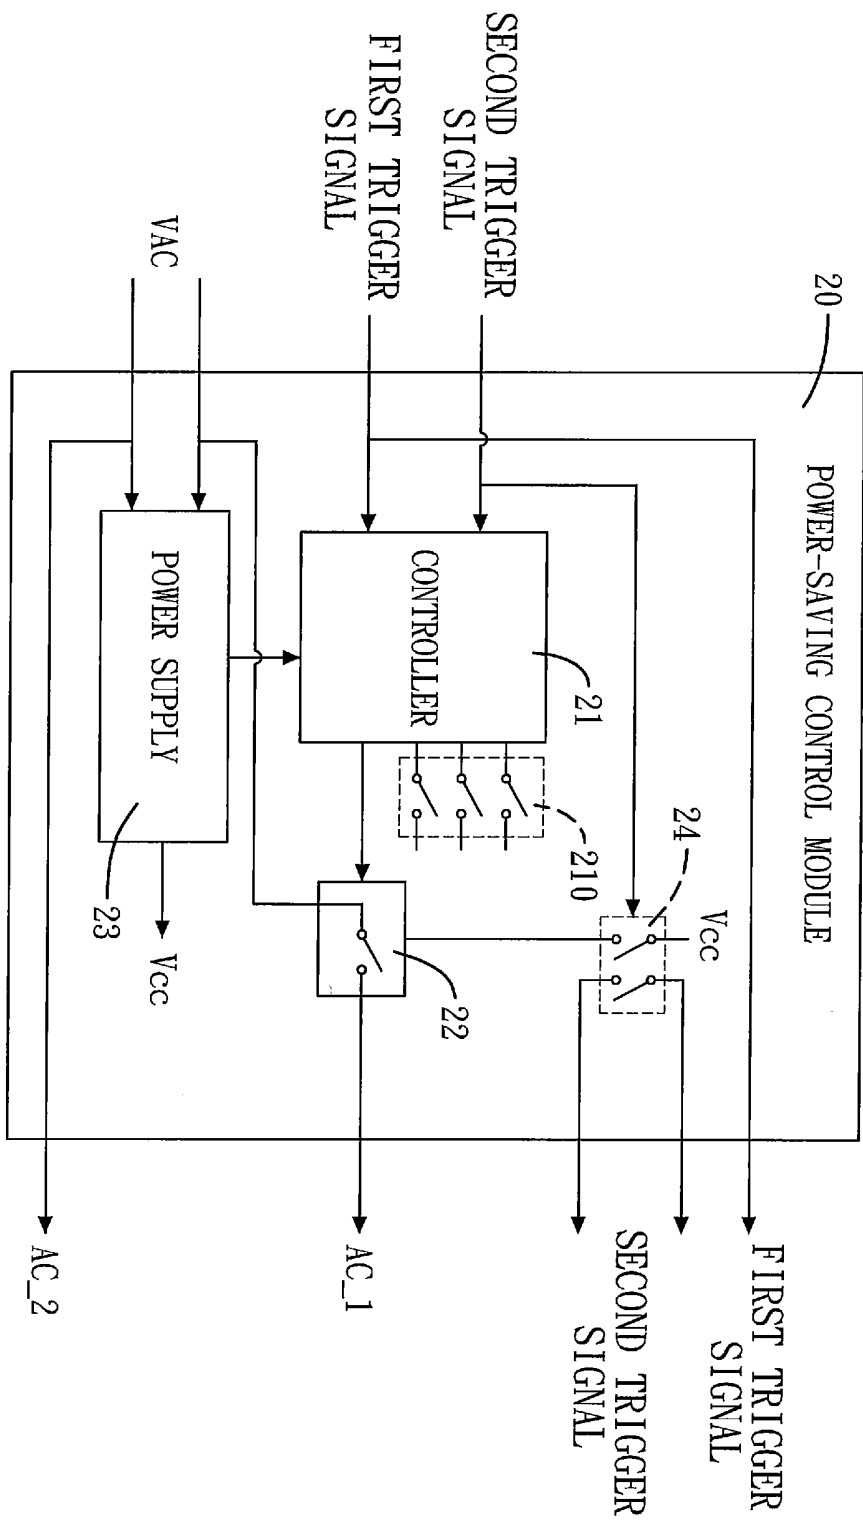 20
POWER-SAVING CONTROL MODULE
SECOND TRIGGER
SIGNAL
FIRST TRIGGER
SIGNAL
VAC
CONTROLLER
21
210
24
Vcc
22
POWER SUPPLY
23
Vcc
FIRST TRIGGER
SIGNAL
SECOND TRIGGER
SIGNAL
AC_1
AC_2